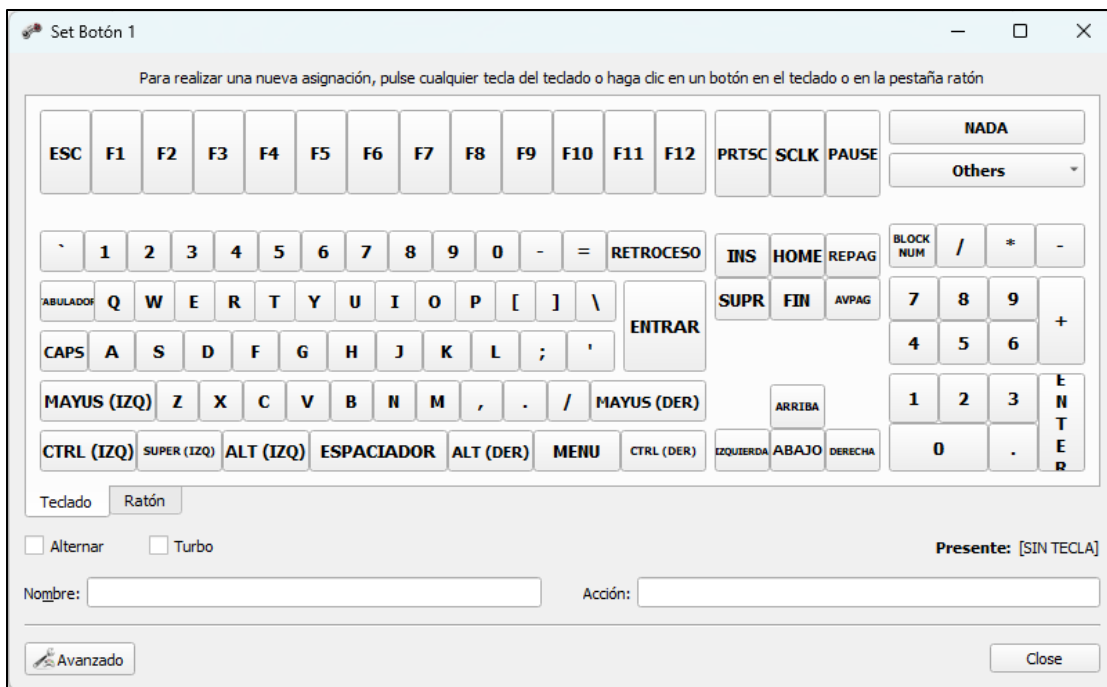 Set Botón 1
Para realizar una nueva asignación, pulse cualquier tecla del teclado o haga clic en un botón en el teclado o en la pestaña ratón
ESC F1 F2 F3 F4 F5 F6 F7 F8 F9 F10 F11 F12 PRTSC SCLK PAUSE NADA
Others
` 1 2 3 4 5 6 7 8 9 0 - = RETROCESO INS HOME REPAG BLOCK NUM / * -
TABULADOR Q W E R T Y U I O P [ ] \ ENTRAR SUPR FIN AVPAG 7 8 9 +
CAPS A S D F G H J K L ; ' 4 5 6
MAYUS (IZQ) Z X C V B N M , . / MAYUS (DER) ARRIBA 1 2 3 ENTER
CTRL (IZQ) SUPER (IZQ) ALT (IZQ) ESPACIADOR ALT (DER) MENU CTRL (DER) IZQUIERDA ABAJO DERECHA 0 .
Teclado Ratón
Alternar Turbo Presente: [SIN TECLA]
Nombre: Acción:
Avanzado Close